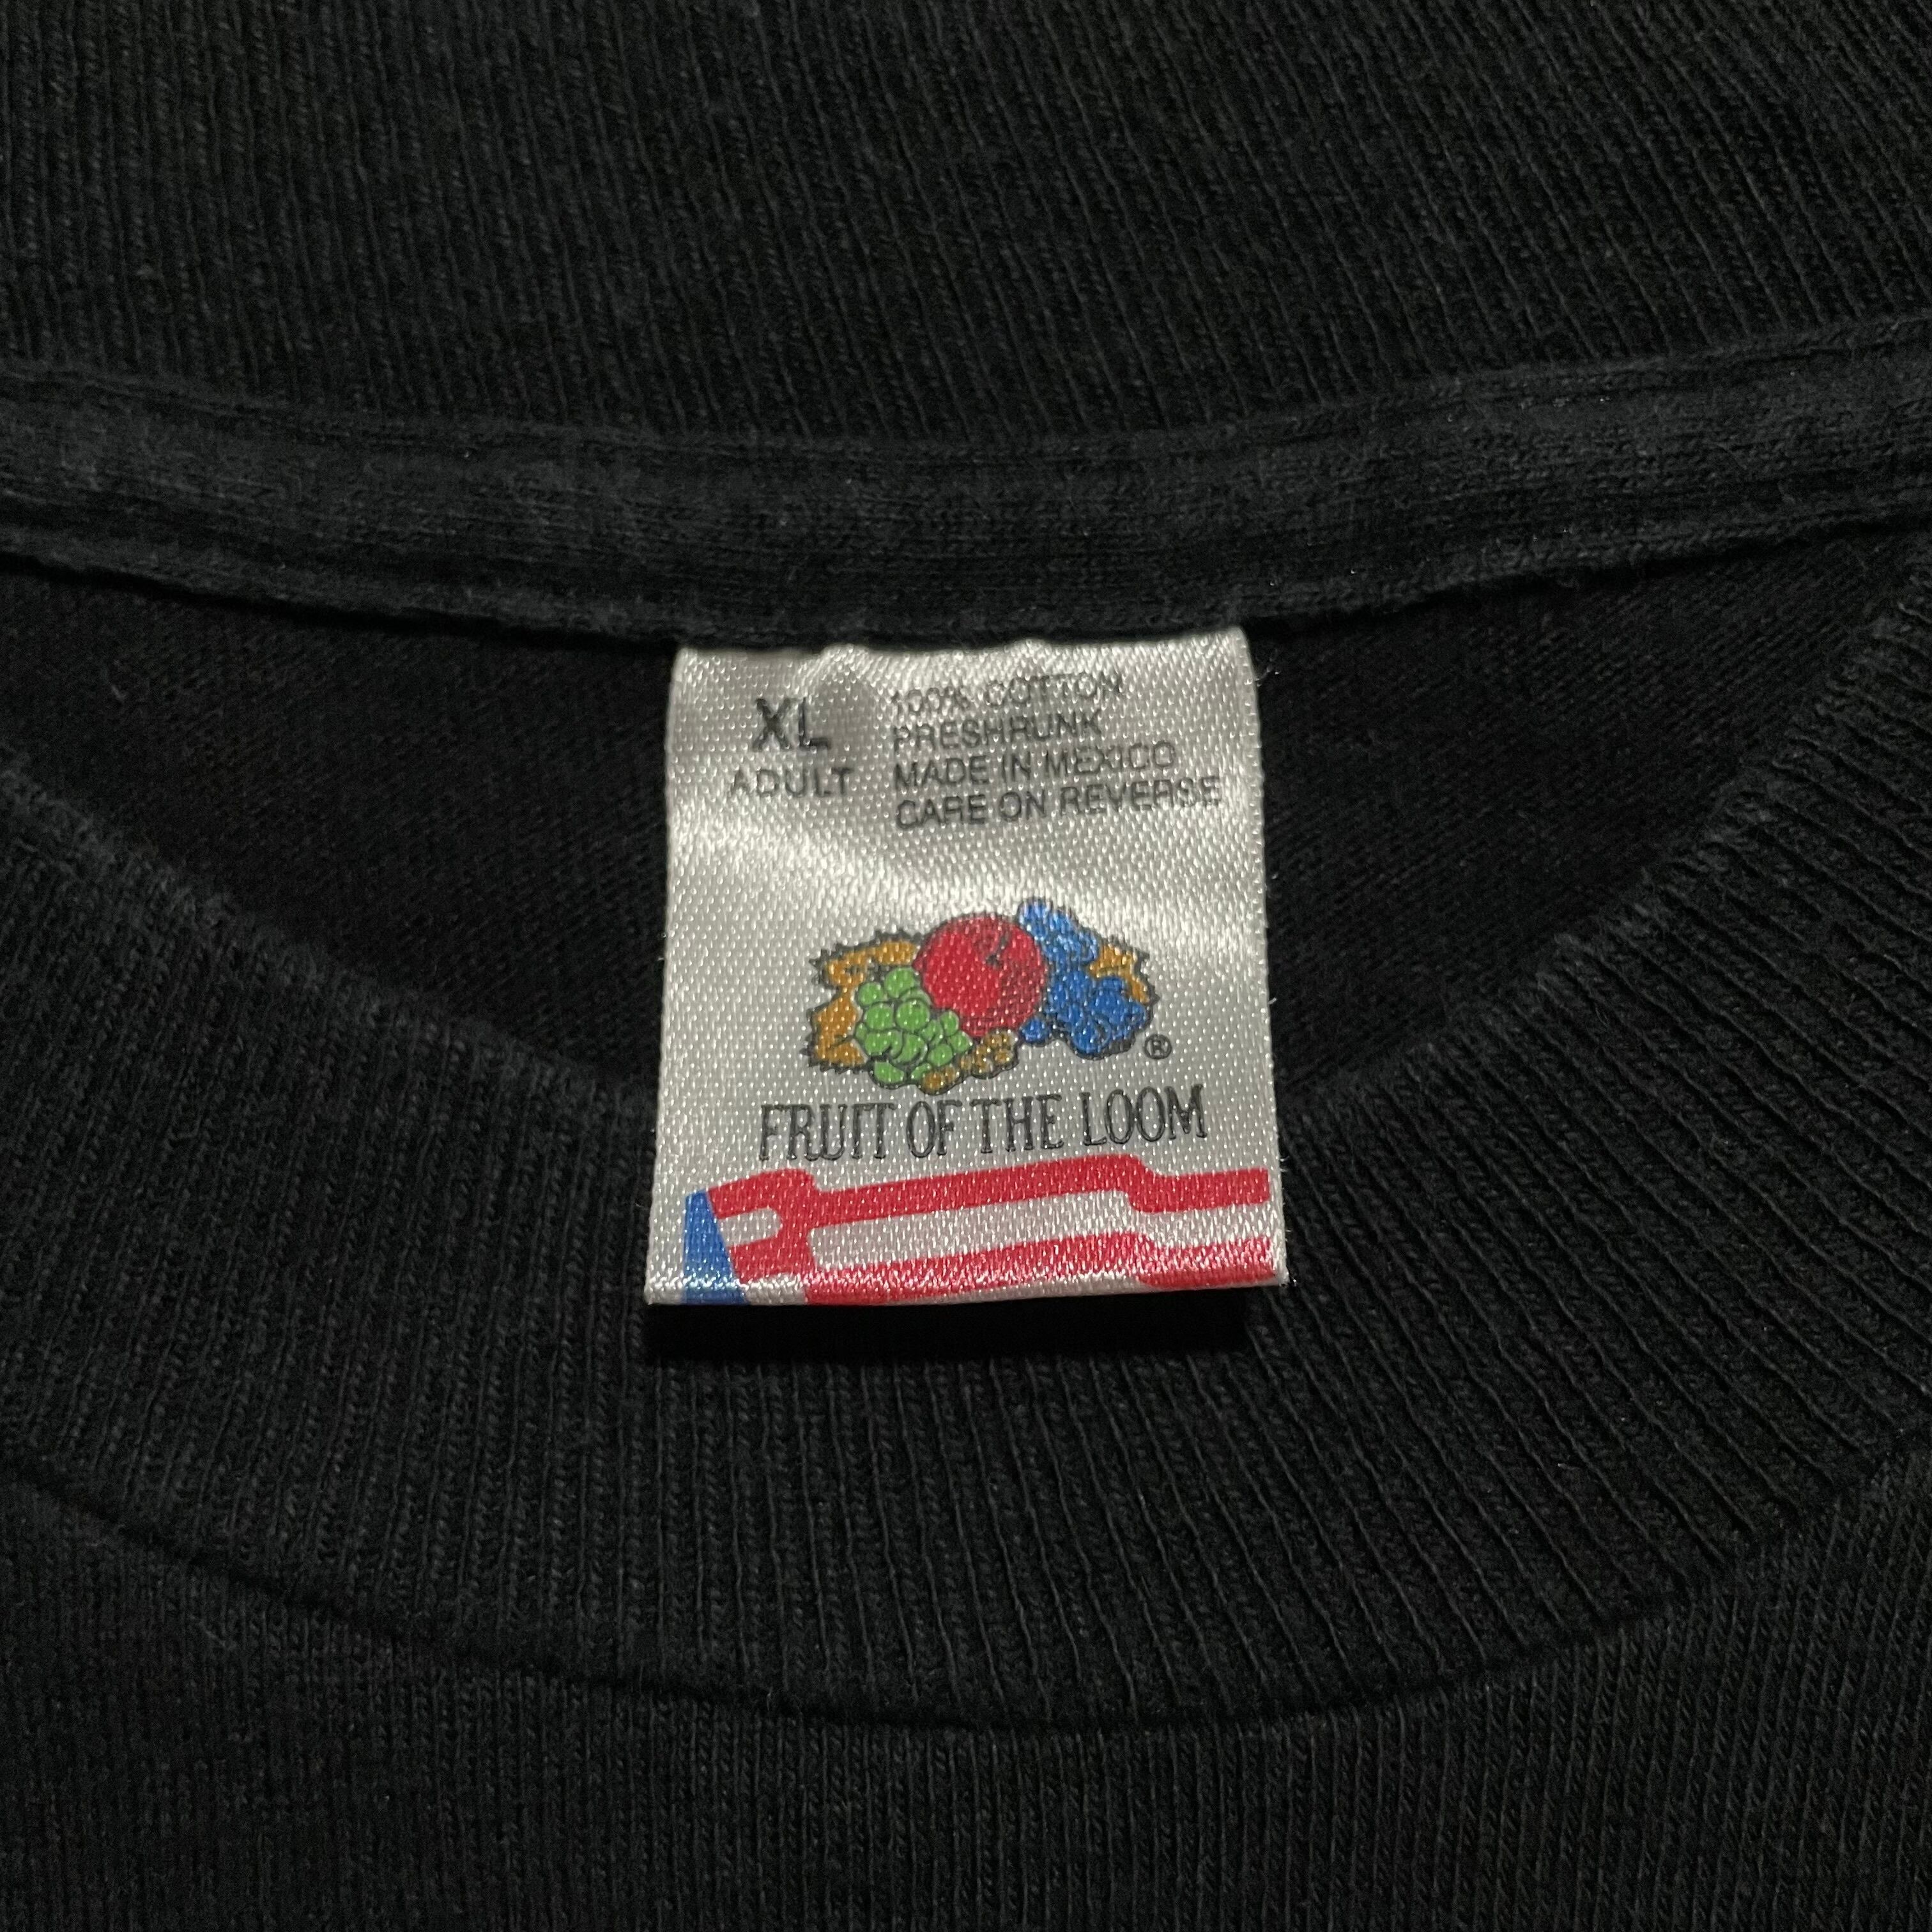 XL
ADULT
100% COTTON
PRESHRUNK
MADE IN MEXICO
CARE ON REVERSE
®
FRUIT OF THE LOOM